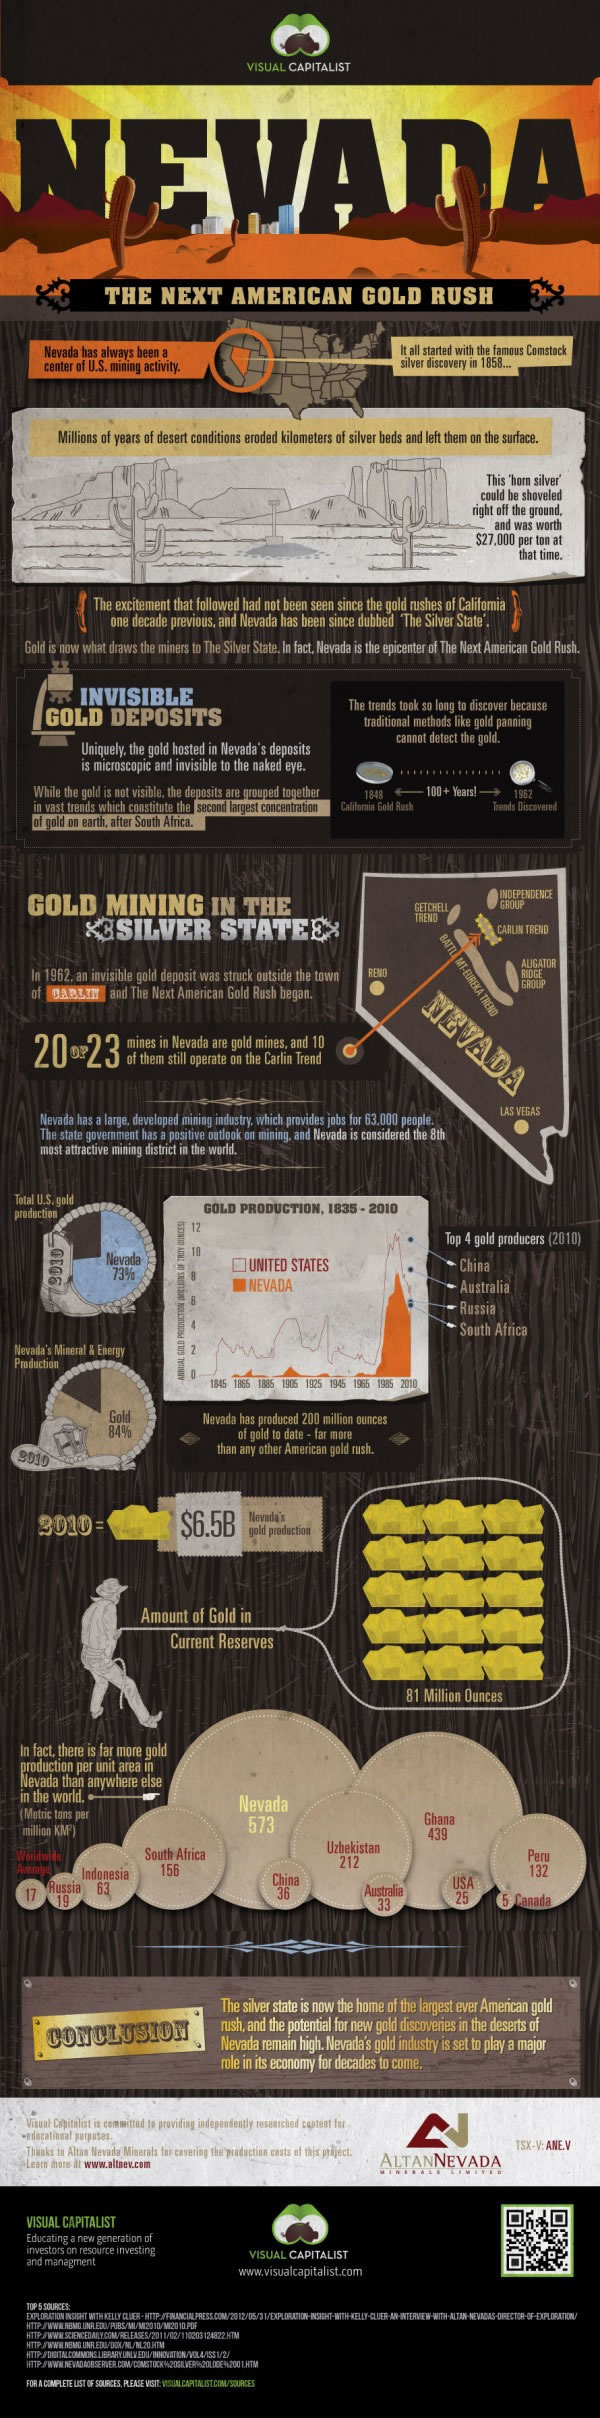 VISUAL CAPITALIST
NEVADA
THE NEXT AMERICAN GOLD RUSH
Nevada has always been a
center of U.S. mining activity.
It all started with the famous Comstock
silver discovery in 1858...
Millions of years of desert conditions eroded kilometers of silver beds and left them on the surface.
This 'horn silver'
could be shoveled
right off the ground,
and was worth
$27,000 per ton at
that time.
The excitement that followed had not been seen since the gold rushes of California
one decade previous, and Nevada has been since dubbed 'The Silver State'.
Gold is now what draws the miners to The Silver State. In fact, Nevada is the epicenter of The Next American Gold Rush.
INVISIBLE
GOLD DEPOSITS
Uniquely, the gold hosted in Nevada's deposits
is microscopic and invisible to the naked eye.
While the gold is not visible, the deposits are grouped together
in vast trends which constitute the second largest concentration
of gold on earth, after South Africa.
The trends took so long to discover because
traditional methods like gold panning
cannot detect the gold.
1848
California Gold Rush
100+ Years!
1962
Trends Discovered
GOLD MINING IN THE
SILVER STATE
In 1962, an invisible gold deposit was struck outside the town
of CARLIN and The Next American Gold Rush began.
20 OF 23 mines in Nevada are gold mines, and 10
of them still operate on the Carlin Trend
GETCHELL
TREND
INDEPENDENCE
GROUP
CARLIN TREND
BATTLE MT-EUREKA TREND
ALIGATOR
RIDGE
GROUP
RENO
NEVADA
LAS VEGAS
Nevada has a large, developed mining industry, which provides jobs for 63,000 people.
The state government has a positive outlook on mining, and Nevada is considered the 8th
most attractive mining district in the world.
Total U.S. gold
production
2010
Nevada
73%
Nevada's Mineral & Energy
Production
Gold
84%
2010
GOLD PRODUCTION, 1835 - 2010
ANNUAL GOLD PRODUCTION (MILLIONS OF TROY OUNCES)
12
10
8
6
4
2
0
UNITED STATES
NEVADA
1845 1865 1885 1905 1925 1945 1965 1985 2010
Top 4 gold producers (2010)
China
Australia
Russia
South Africa
Nevada has produced 200 million ounces
of gold to date - far more
than any other American gold rush.
2010 = $6.5B Nevada's
gold production
Amount of Gold in
Current Reserves
81 Million Ounces
In fact, there is far more gold
production per unit area in
Nevada than anywhere else
in the world.
(Metric tons per
million KM²)
Worldwide
Average
17
Russia
19
Indonesia
63
South Africa
156
Nevada
573
China
36
Uzbekistan
212
Australia
33
Ghana
439
USA
25
5 Canada
Peru
132
CONCLUSION
The silver state is now the home of the largest ever American gold
rush, and the potential for new gold discoveries in the deserts of
Nevada remain high. Nevada's gold industry is set to play a major
role in its economy for decades to come.
Visual Capitalist is committed to providing independently researched content for
educational purposes.
Thanks to Altan Nevada Minerals for covering the production costs of this project.
Learn more at www.altnev.com
ALTAN NEVADA
MINERALS LIMITED
TSX-V: ANE.V
VISUAL CAPITALIST
Educating a new generation of
investors on resource investing
and managment
VISUAL CAPITALIST
www.visualcapitalist.com
TOP 5 SOURCES:
EXPLORATION INSIGHT WITH KELLY CLUER - HTTP://FINANCIALPRESS.COM/2012/05/31/EXPLORATION-INSIGHT-WITH-KELLY-CLUER-AN-INTERVIEW-WITH-ALTAN-NEVADAS-DIRECTOR-OF-EXPLORATION/
HTTP://WWW.NBMG.UNR.EDU/PUBS/MI/MI2010/MI2010.PDF
HTTP://WWW.SCIENCEDAILY.COM/RELEASES/2011/02/110203124822.HTM
HTTP://WWW.NBMG.UNR.EDU/DOX/NL/NL20.HTM
HTTP://DIGITALCOMMONS.LIBRARY.UNLV.EDU/INNOVATION/VOL4/ISS1/2/
HTTP://WWW.NEVADAOBSERVER.COM/COMSTOCK%20SILVER%20LODE%2001.HTM
FOR A COMPLETE LIST OF SOURCES, PLEASE VISIT: VISUALCAPITALIST.COM/SOURCES